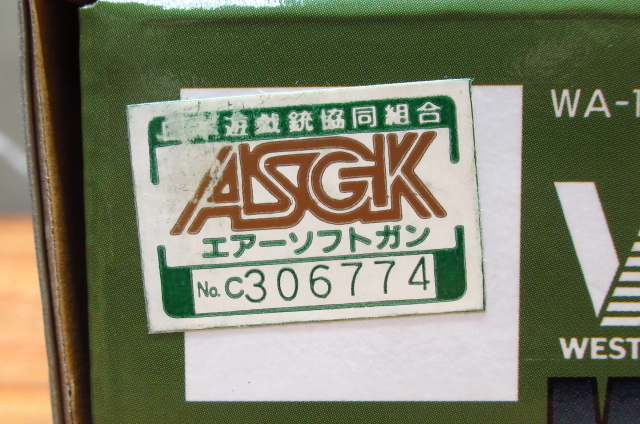 遊戯銃協同組合
ASGK
エアーソフトガン
No. C306774
WA-1
WEST